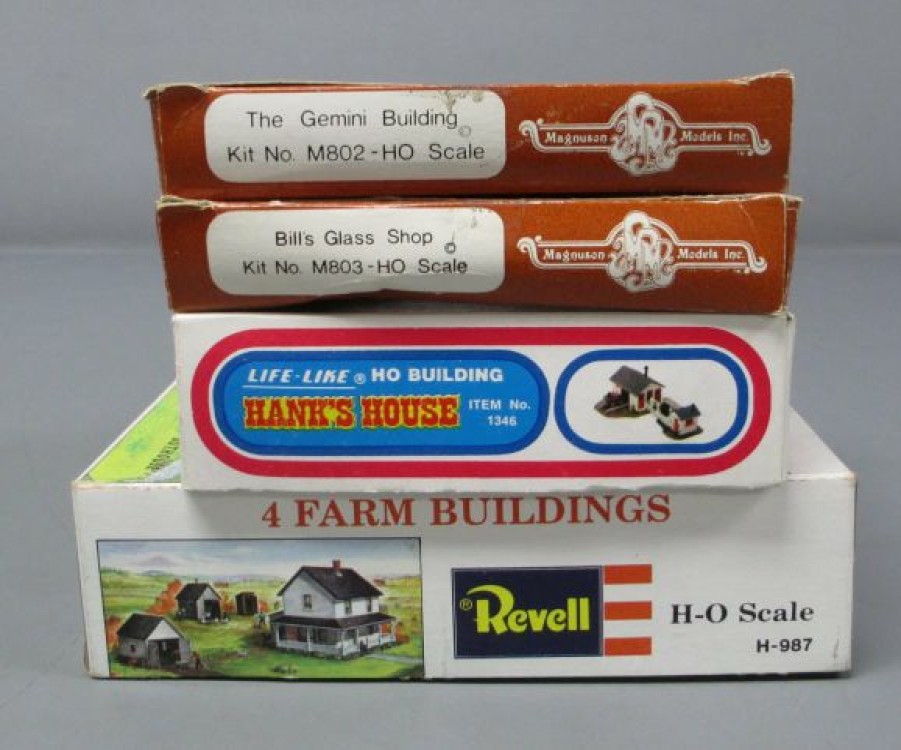 The Gemini Building ©
Kit No. M802-HO Scale
Magnuson Models Inc.
Bill's Glass Shop
Kit No. M803-HO Scale
Magnuson Models Inc.
LIFE-LIKE ® HO BUILDING
HANK'S HOUSE
ITEM No.
1346
4 FARM BUILDINGS
® Revell
H-O Scale
H-987